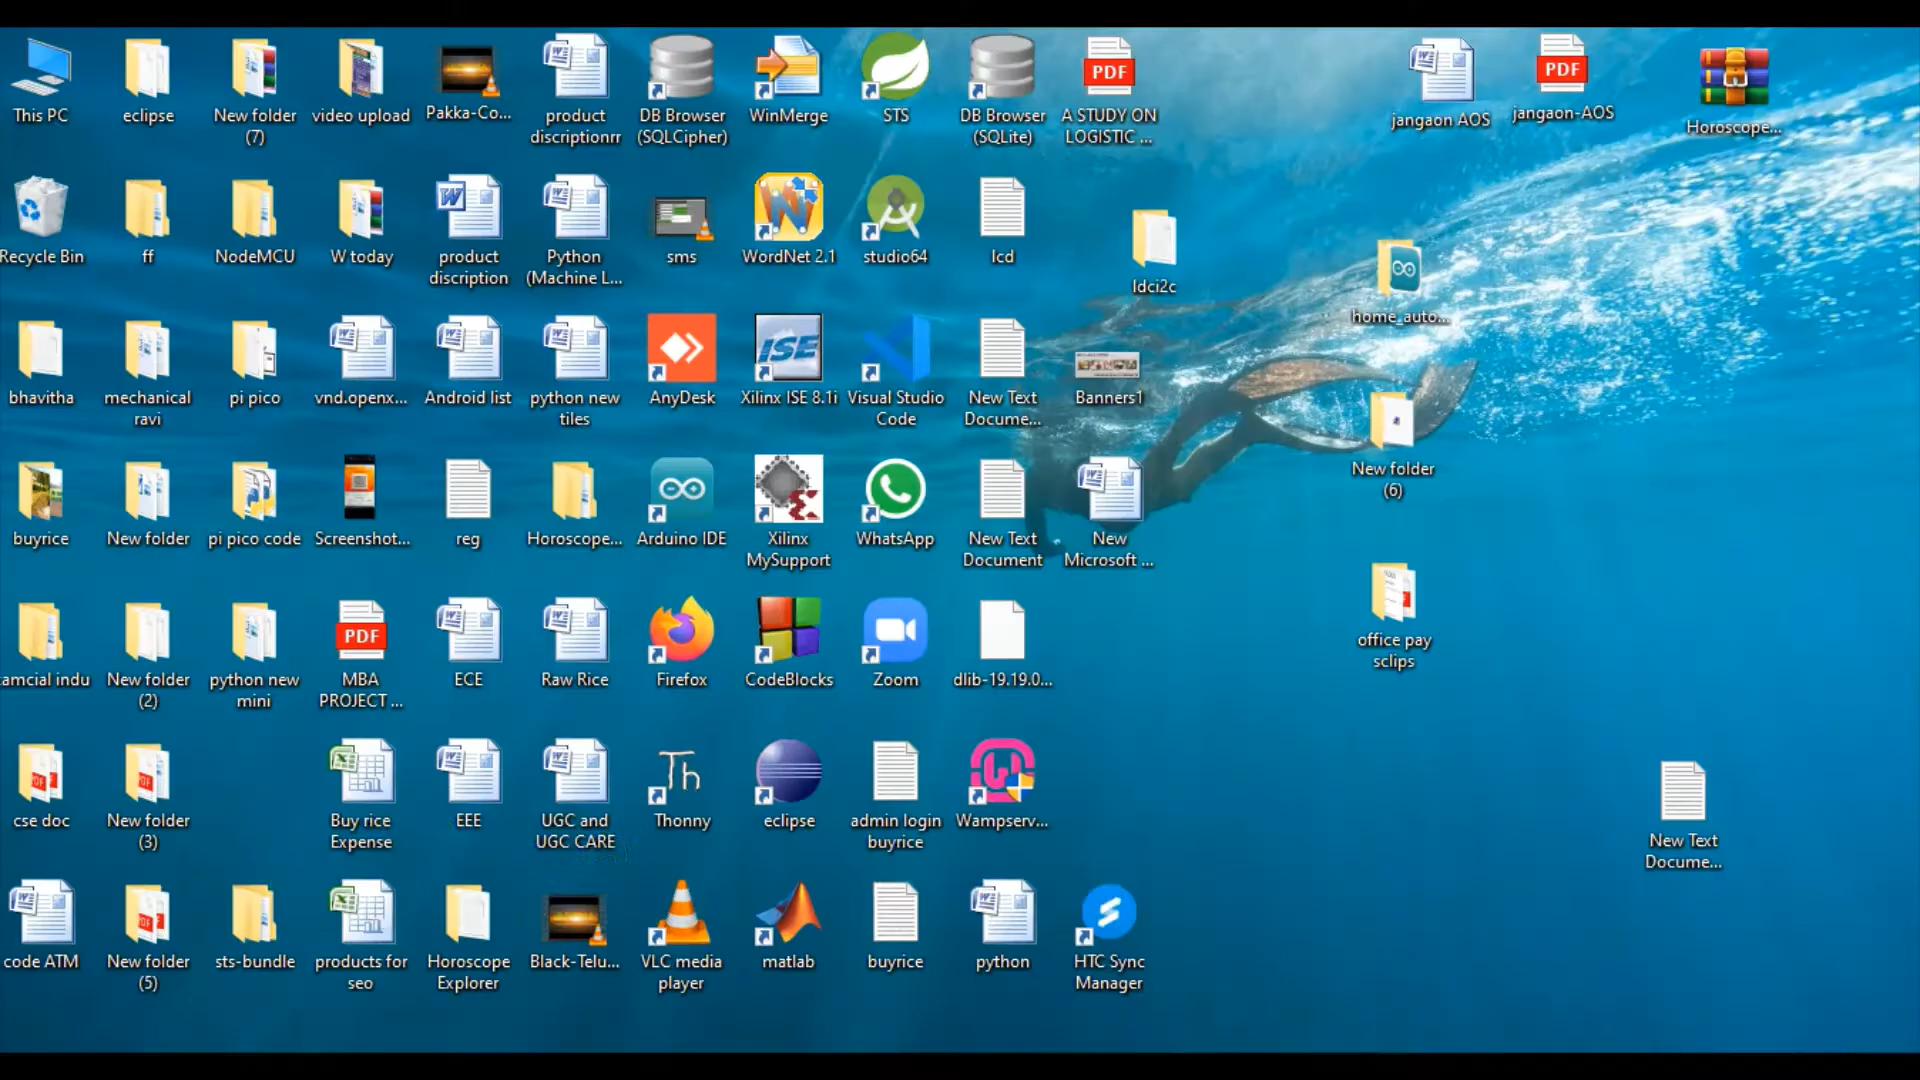 This PC
eclipse
New folder
(7)
video upload
Pakka-Co...
product
discriptionrr
DB Browser
(SQLCipher)
WinMerge
STS
DB Browser
(SQLite)
PDF
A STUDY ON
LOGISTIC ...
jangaon AOS
PDF
jangaon-AOS
Horoscope...
Recycle Bin
ff
NodeMCU
W today
product
discription
Python
(Machine L...
sms
WordNet 2.1
studio64
lcd
ldci2c
home_auto...
bhavitha
mechanical
ravi
pi pico
vnd.openx...
Android list
python new
tiles
AnyDesk
ISE
Xilinx ISE 8.1i
Visual Studio
Code
New Text
Docume...
Banners1
New folder
(6)
buyrice
New folder
pi pico code
Screenshot...
reg
Horoscope...
Arduino IDE
Xilinx
MySupport
WhatsApp
New Text
Document
New
Microsoft ...
office pay
sclips
amcial indu
New folder
(2)
python new
mini
PDF
MBA
PROJECT ...
ECE
Raw Rice
Firefox
CodeBlocks
Zoom
dlib-19.19.0...
cse doc
New folder
(3)
Buy rice
Expense
EEE
UGC and
UGC CARE
Th
Thonny
eclipse
admin login
buyrice
Wampserv...
New Text
Docume...
code ATM
New folder
(5)
sts-bundle
products for
seo
Horoscope
Explorer
Black-Telu...
VLC media
player
matlab
buyrice
python
HTC Sync
Manager